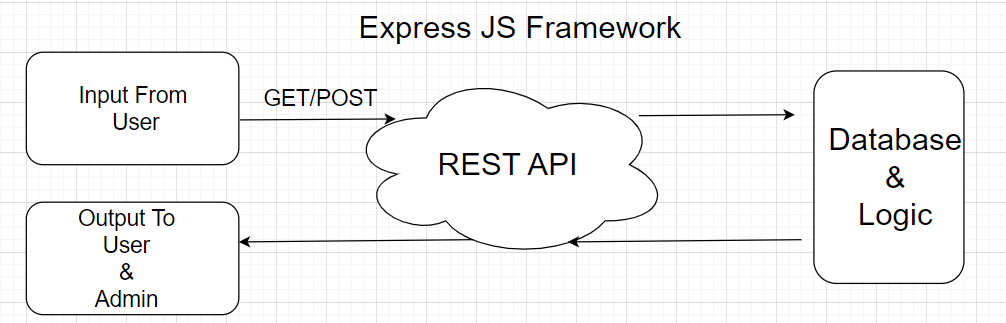 Express JS Framework
Input From
User
GET/POST
REST API
Database
&
Logic
Output To
User
&
Admin